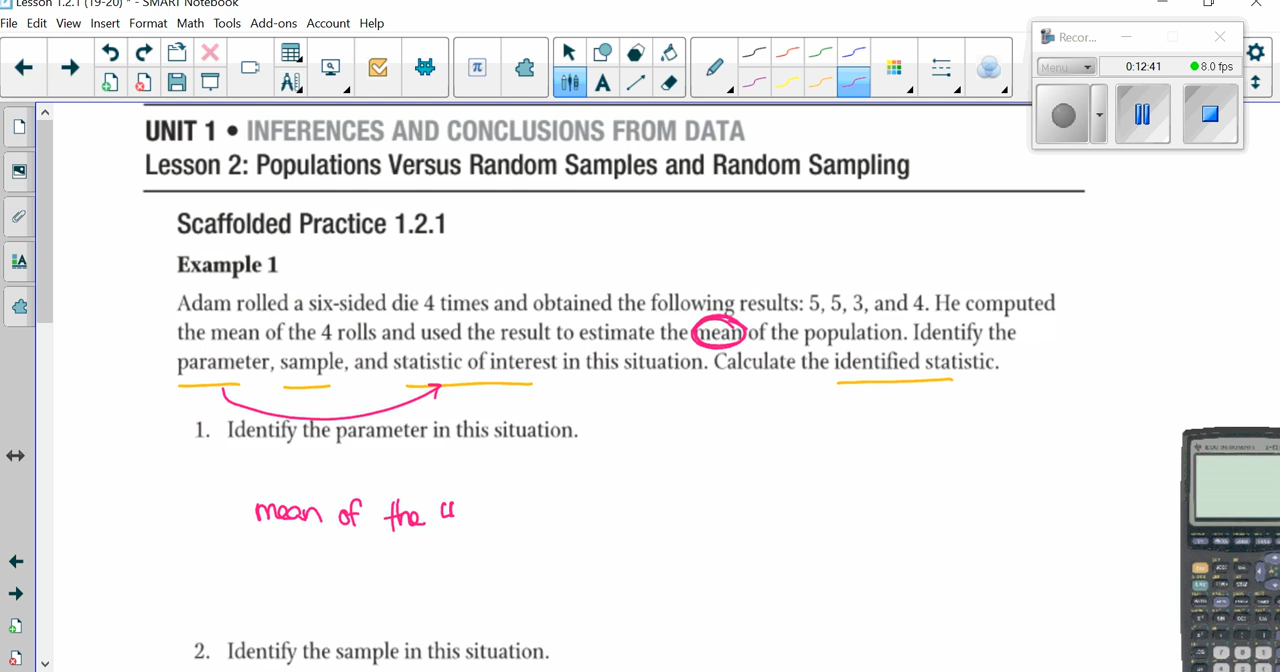 Lesson 1.2.1 (19-20) * - SMART Notebook
File Edit View Insert Format Math Tools Add-ons Account Help
Recor...
Menu 0:12:41 8.0 fps
UNIT 1 • INFERENCES AND CONCLUSIONS FROM DATA
Lesson 2: Populations Versus Random Samples and Random Sampling
Scaffolded Practice 1.2.1
Example 1
Adam rolled a six-sided die 4 times and obtained the following results: 5, 5, 3, and 4. He computed
the mean of the 4 rolls and used the result to estimate the mean of the population. Identify the
parameter, sample, and statistic of interest in this situation. Calculate the identified statistic.
1. Identify the parameter in this situation.
mean of the
2. Identify the sample in this situation.